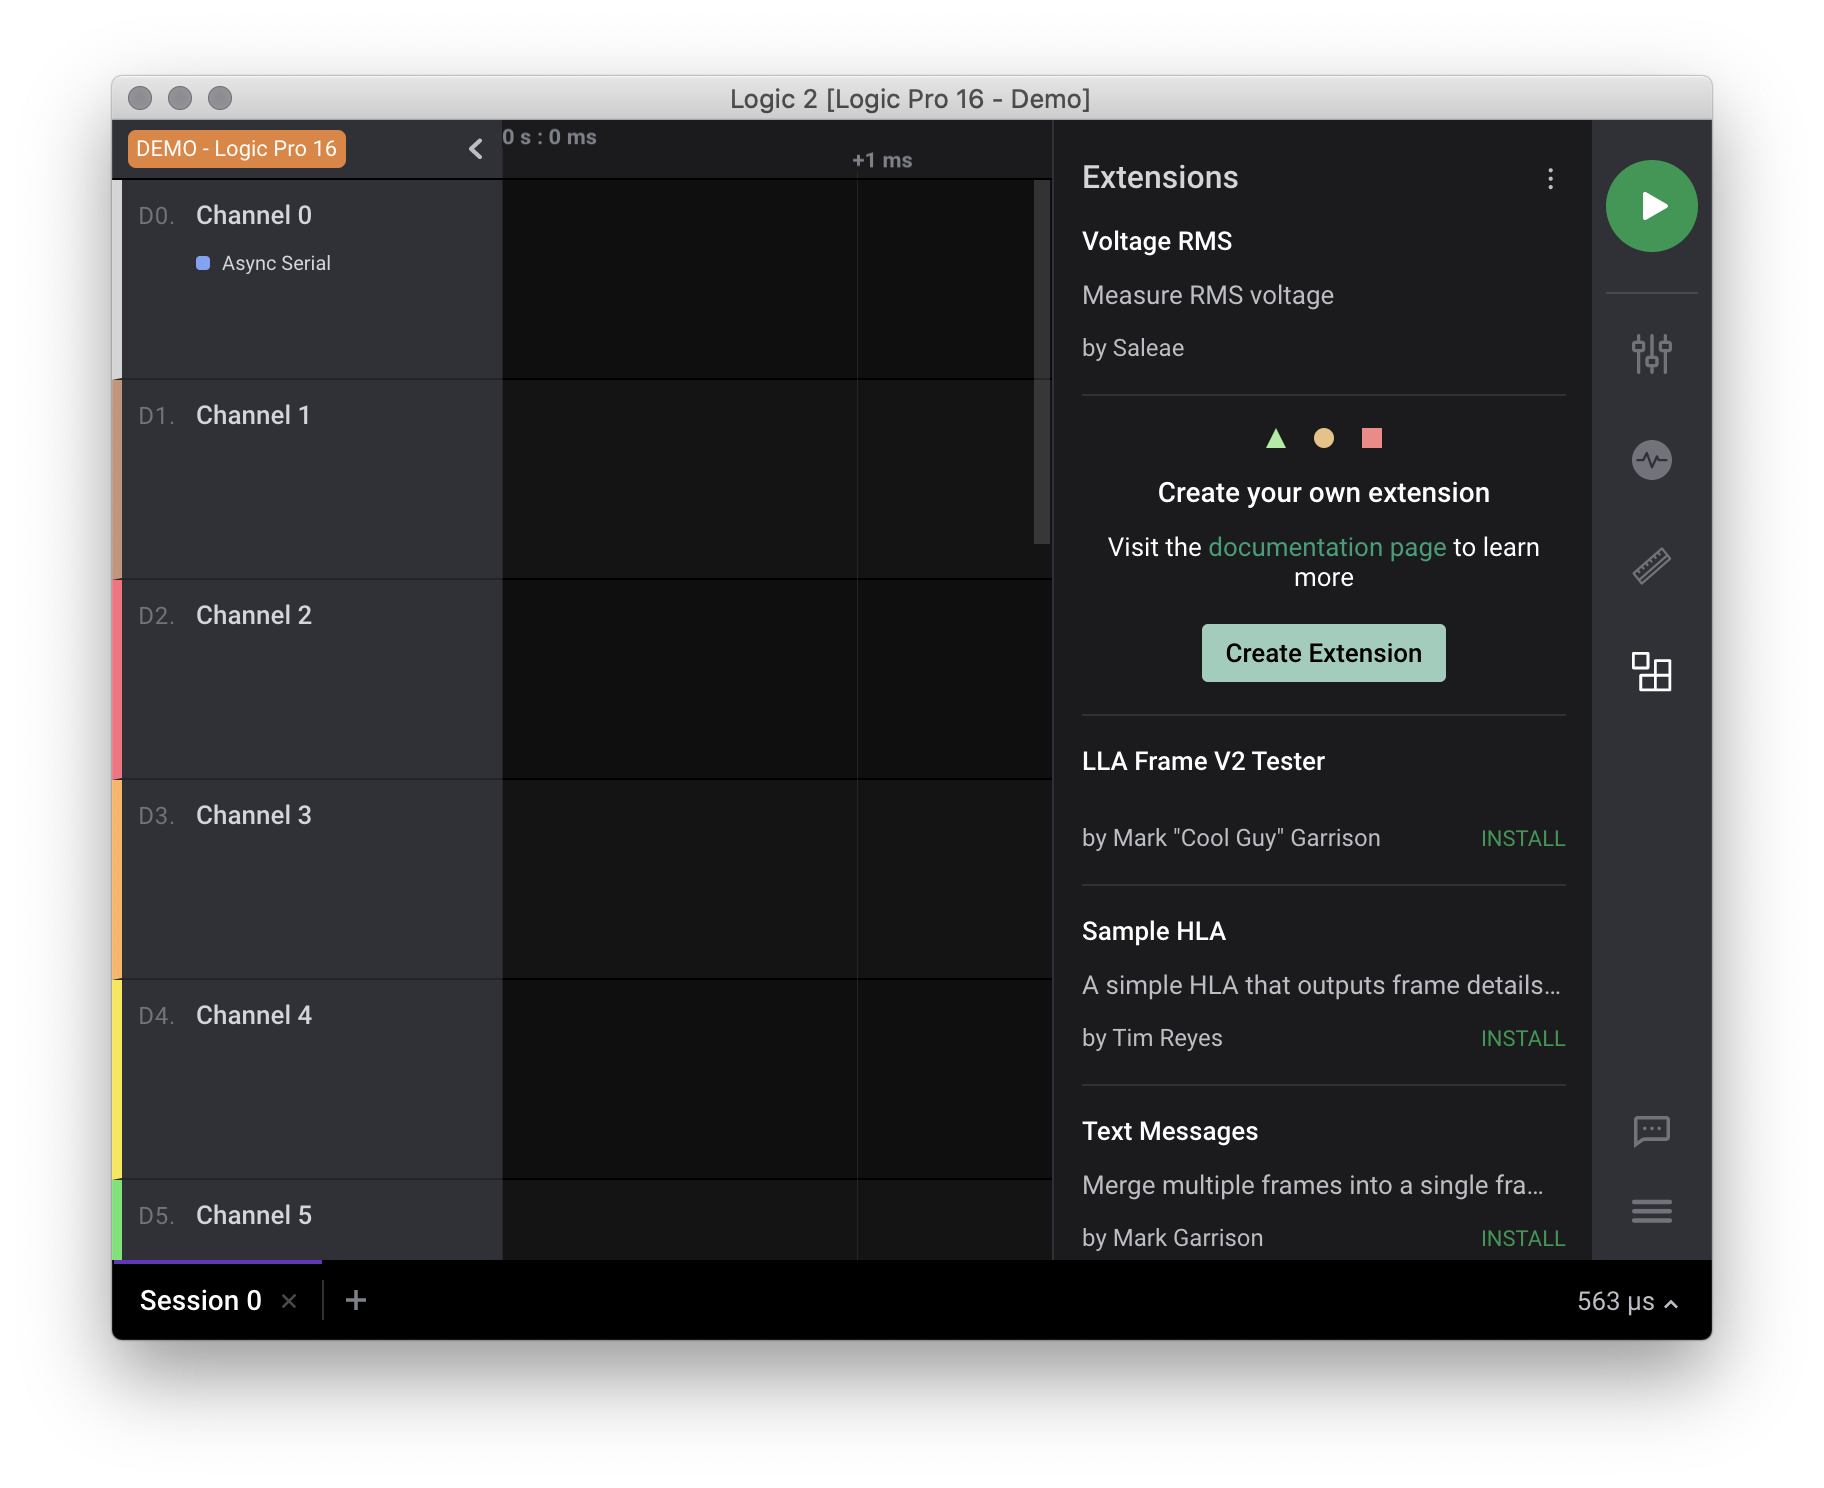 Logic 2 [Logic Pro 16 - Demo]
DEMO - Logic Pro 16
0 s : 0 ms
+1 ms
D0. Channel 0
Async Serial
D1. Channel 1
D2. Channel 2
D3. Channel 3
D4. Channel 4
D5. Channel 5
Extensions
Voltage RMS
Measure RMS voltage
by Saleae
Create your own extension
Visit the documentation page to learn
more
Create Extension
LLA Frame V2 Tester
by Mark "Cool Guy" Garrison INSTALL
Sample HLA
A simple HLA that outputs frame details...
by Tim Reyes INSTALL
Text Messages
Merge multiple frames into a single fra...
by Mark Garrison INSTALL
Session 0
563 µs